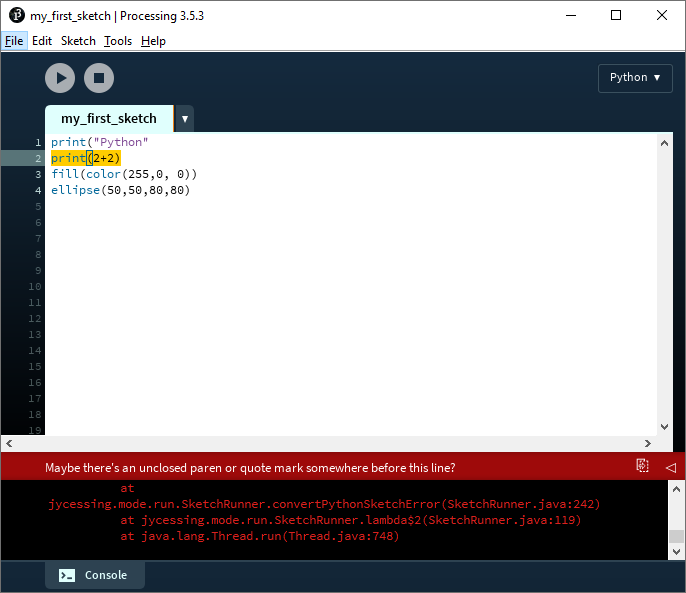 my_first_sketch | Processing 3.5.3
File Edit Sketch Tools Help
Python ▼
my_first_sketch ▼
1 print("Python"
2 print(2+2)
3 fill(color(255,0, 0))
4 ellipse(50,50,80,80)
5
6
7
8
9
10
11
12
13
14
15
16
17
18
19
Maybe there's an unclosed paren or quote mark somewhere before this line?
at
jycessing.mode.run.SketchRunner.convertPythonSketchError(SketchRunner.java:242)
at jycessing.mode.run.SketchRunner.lambda$2(SketchRunner.java:119)
at java.lang.Thread.run(Thread.java:748)
Console